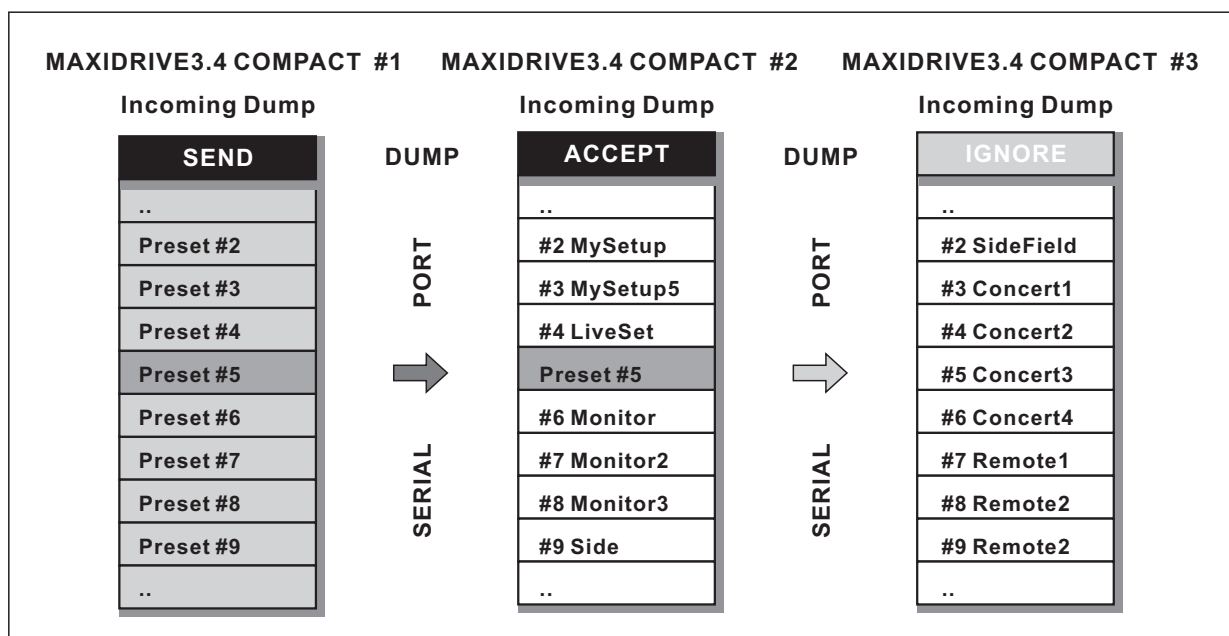 MAXIDRIVE3.4 COMPACT #1
Incoming Dump
SEND
..
Preset #2
Preset #3
Preset #4
Preset #5
Preset #6
Preset #7
Preset #8
Preset #9
..
DUMP
PORT
SERIAL
MAXIDRIVE3.4 COMPACT #2
Incoming Dump
ACCEPT
..
#2 MySetup
#3 MySetup5
#4 LiveSet
Preset #5
#6 Monitor
#7 Monitor2
#8 Monitor3
#9 Side
..
DUMP
PORT
SERIAL
MAXIDRIVE3.4 COMPACT #3
Incoming Dump
IGNORE
..
#2 SideField
#3 Concert1
#4 Concert2
#5 Concert3
#6 Concert4
#7 Remote1
#8 Remote2
#9 Remote2
..